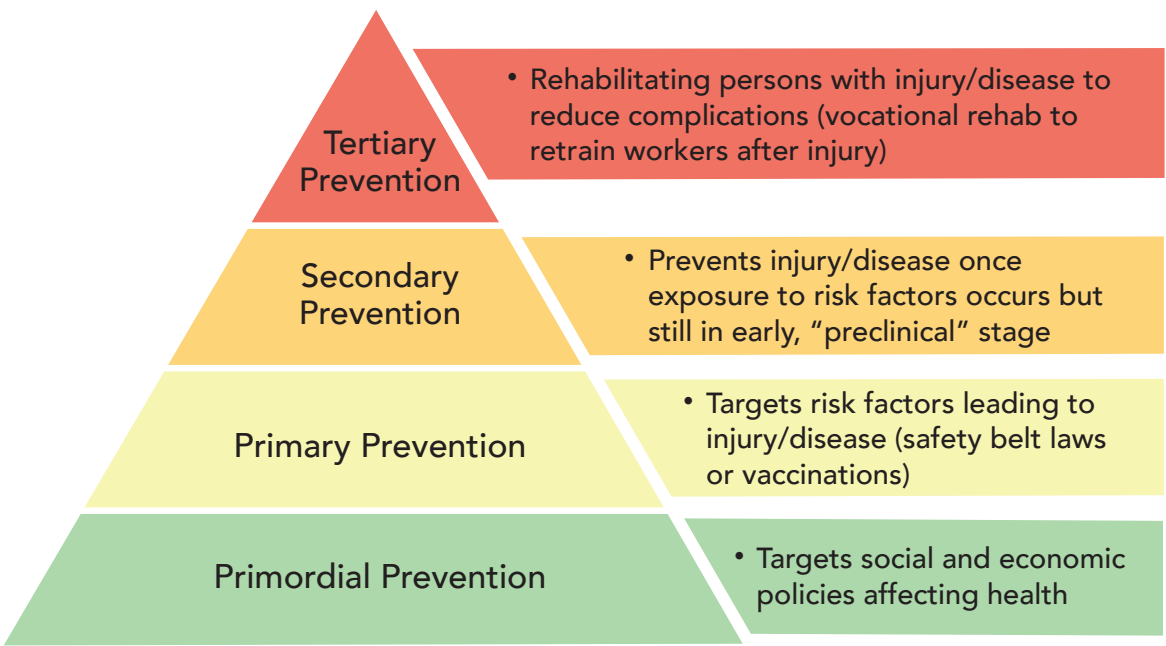 Tertiary
Prevention
• Rehabilitating persons with injury/disease to
reduce complications (vocational rehab to
retrain workers after injury)
Secondary
Prevention
• Prevents injury/disease once
exposure to risk factors occurs but
still in early, “preclinical” stage
Primary Prevention
• Targets risk factors leading to
injury/disease (safety belt laws
or vaccinations)
Primordial Prevention
• Targets social and economic
policies affecting health